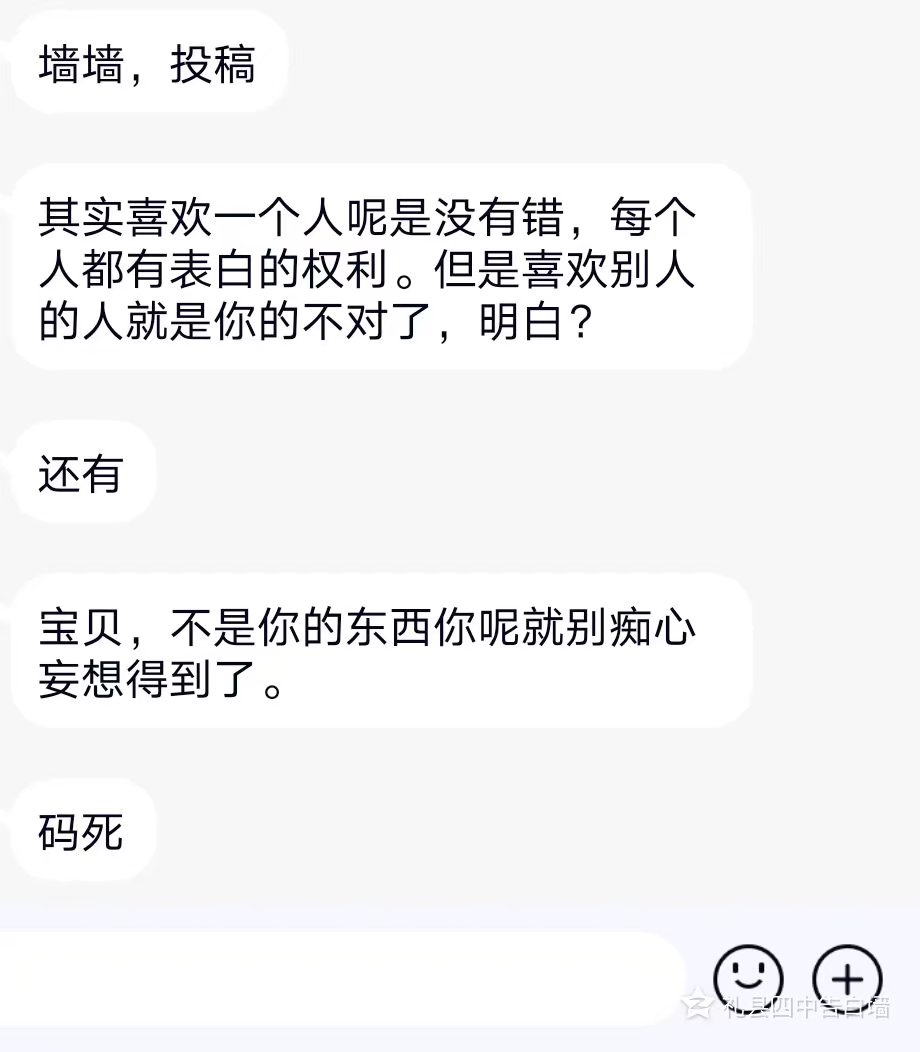 墙墙，投稿
其实喜欢一个人呢是没有错，每个
人都有表白的权利。但是喜欢别人
的人就是你的不对了，明白？
还有
宝贝，不是你的东西你呢就别痴心
妄想得到了。
码死
礼县四中告白墙